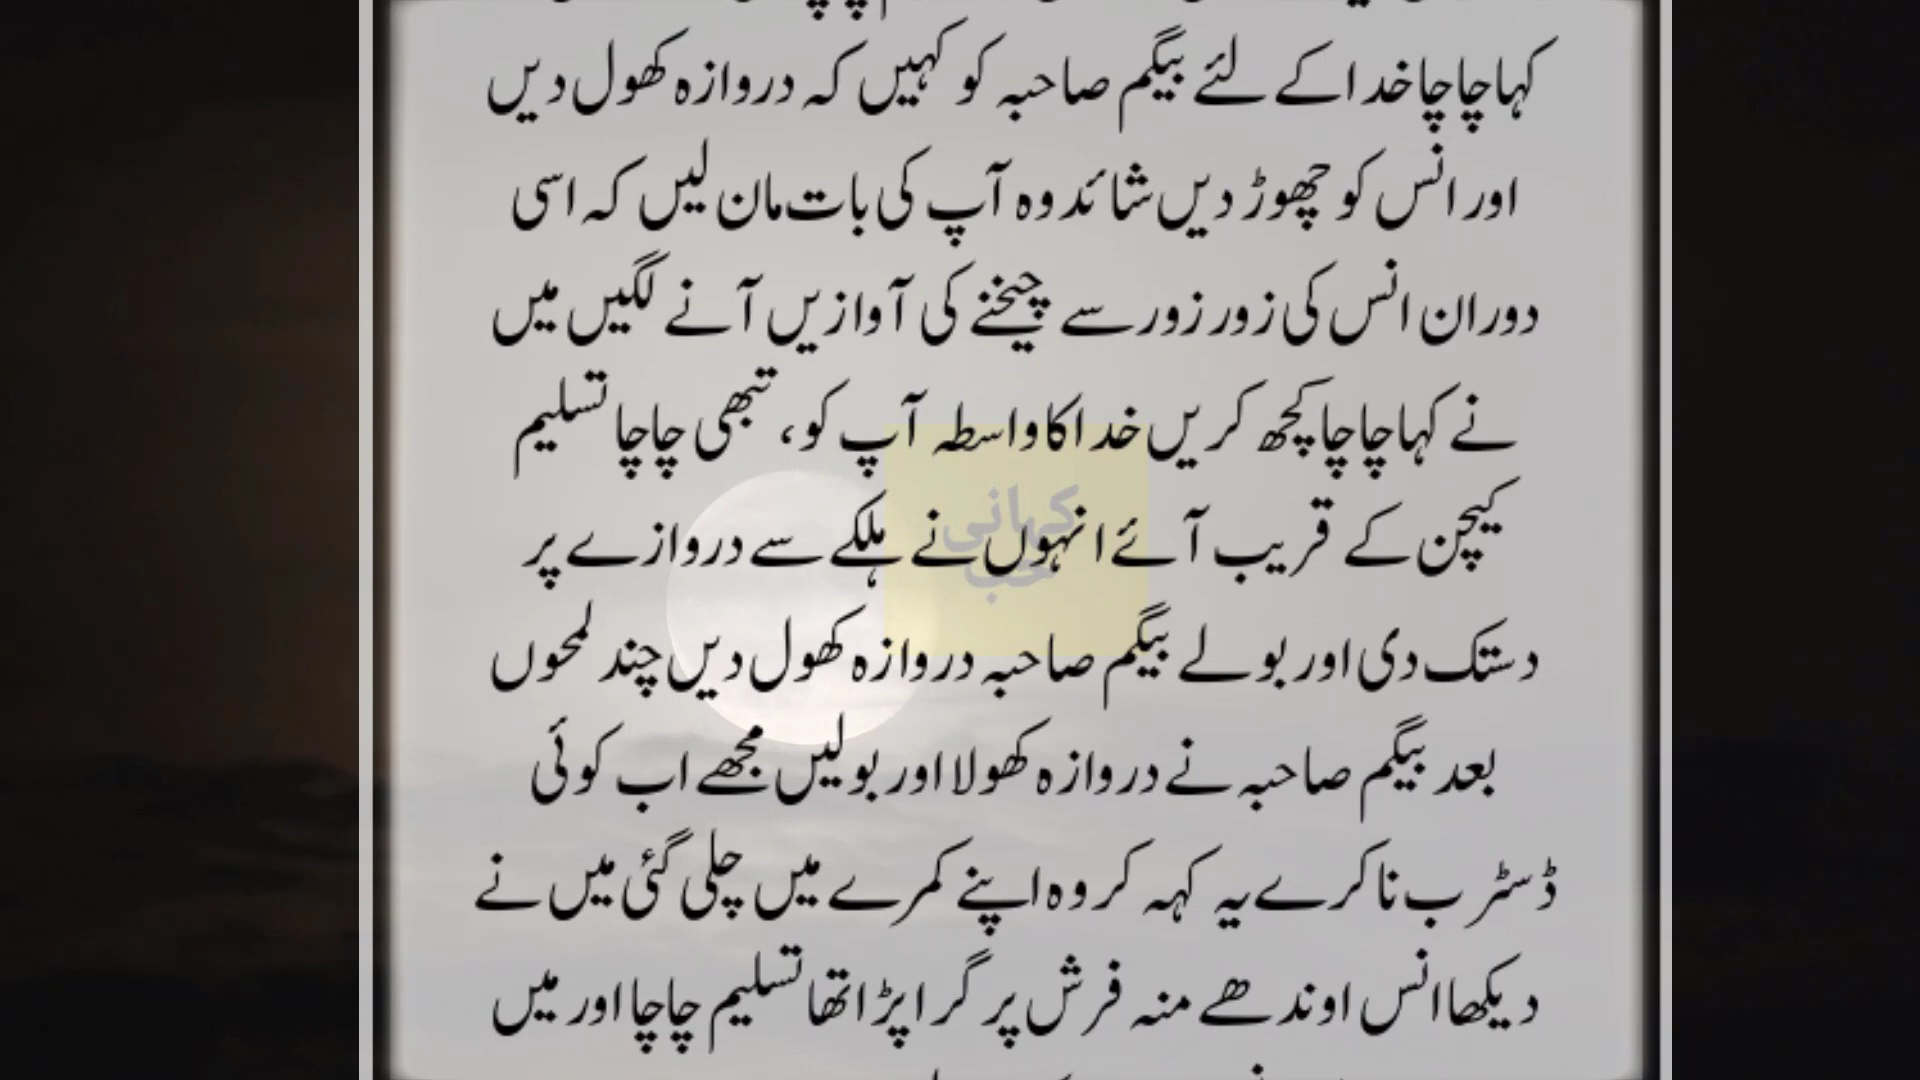 کہا چاچا خدا کے لئے بیگم صاحبہ کو کہیں کہ دروازہ کھول دیں
اور انس کو چھوڑ دیں شائد وہ آپ کی بات مان لیں کہ اسی
دوران انس کی زور زور سے چیخنے کی آوازیں آنے لگیں میں
نے کہا چاچا کچھ کریں خدا کا واسطہ آپ کو، تبھی چاچا تسلیم
کیچن کے قریب آئے انہوں نے ہلکے سے دروازے پر
کہانی
حب
دستک دی اور بولے بیگم صاحبہ دروازہ کھول دیں چند لمحوں
بعد بیگم صاحبہ نے دروازہ کھولا اور بولیں مجھے اب کوئی
ڈسٹرب نا کرے یہ کہہ کر وہ اپنے کمرے میں چلی گئی میں نے
دیکھا انس اوندھے منہ فرش پر گرا پڑا تھا تسلیم چاچا اور میں